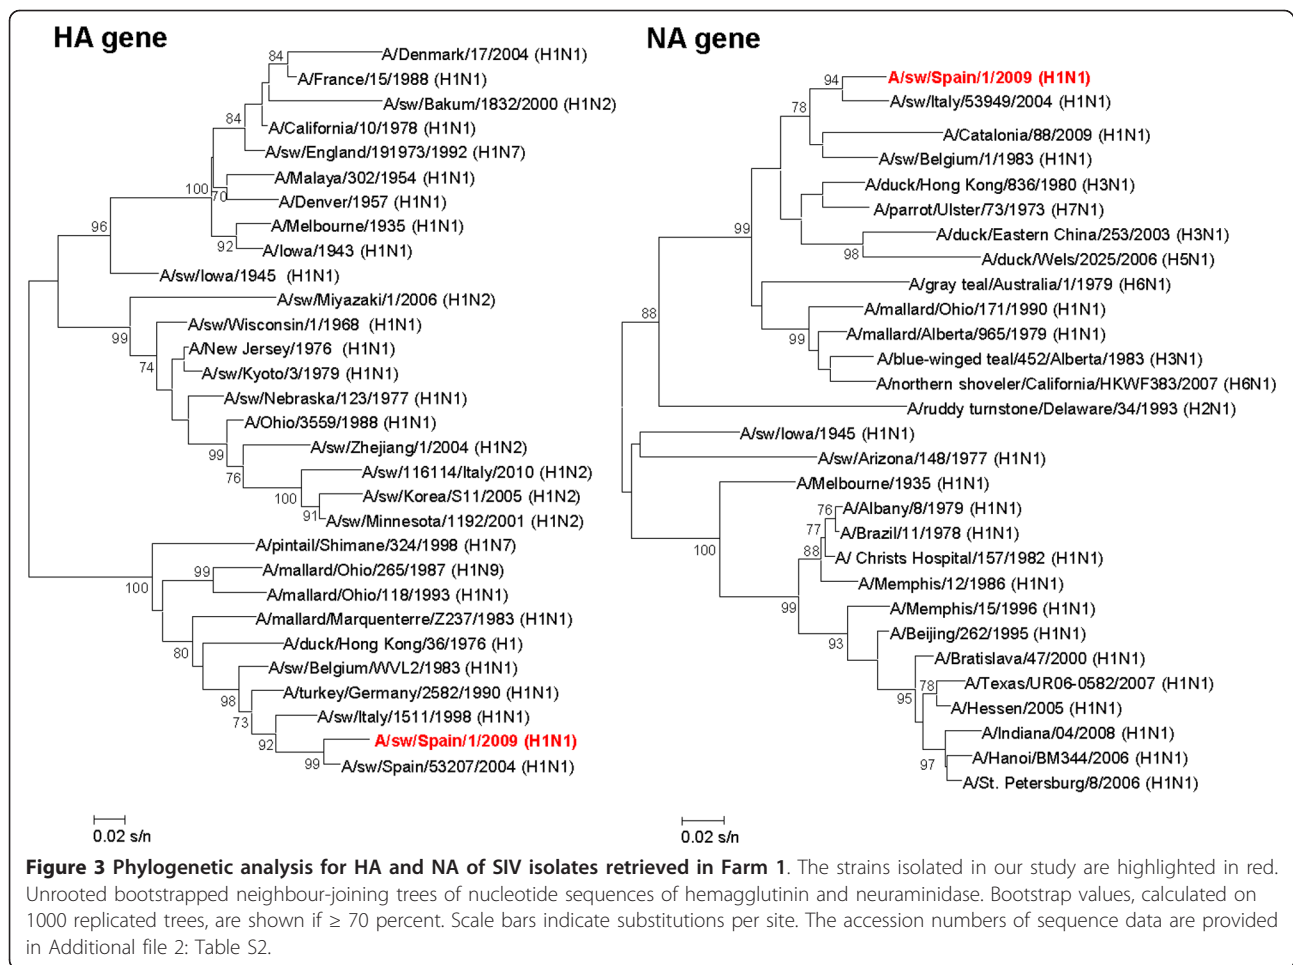 HA gene
84
A/Denmark/17/2004 (H1N1)
A/France/15/1988 (H1N1)
A/sw/Bakum/1832/2000 (H1N2)
84
A/California/10/1978 (H1N1)
A/sw/England/191973/1992 (H1N7)
100
70
A/Malaya/302/1954 (H1N1)
A/Denver/1957 (H1N1)
96
A/Melbourne/1935 (H1N1)
92
A/Iowa/1943 (H1N1)
A/sw/Iowa/1945 (H1N1)
A/sw/Miyazaki/1/2006 (H1N2)
99
A/sw/Wisconsin/1/1968 (H1N1)
74
A/New Jersey/1976 (H1N1)
A/sw/Kyoto/3/1979 (H1N1)
A/sw/Nebraska/123/1977 (H1N1)
A/Ohio/3559/1988 (H1N1)
99
A/sw/Zhejiang/1/2004 (H1N2)
76
A/sw/116114/Italy/2010 (H1N2)
100
A/sw/Korea/S11/2005 (H1N2)
91
A/sw/Minnesota/1192/2001 (H1N2)
A/pintail/Shimane/324/1998 (H1N7)
100
99
A/mallard/Ohio/265/1987 (H1N9)
A/mallard/Ohio/118/1993 (H1N1)
A/mallard/Marquenterre/Z237/1983 (H1N1)
80
A/duck/Hong Kong/36/1976 (H1)
A/sw/Belgium/WVL2/1983 (H1N1)
98
A/turkey/Germany/2582/1990 (H1N1)
73
A/sw/Italy/1511/1998 (H1N1)
92
A/sw/Spain/1/2009 (H1N1)
99
A/sw/Spain/53207/2004 (H1N1)
0.02 s/n
NA gene
94
A/sw/Spain/1/2009 (H1N1)
78
A/sw/Italy/53949/2004 (H1N1)
A/Catalonia/88/2009 (H1N1)
A/sw/Belgium/1/1983 (H1N1)
A/duck/Hong Kong/836/1980 (H3N1)
A/parrot/Ulster/73/1973 (H7N1)
99
A/duck/Eastern China/253/2003 (H3N1)
98
A/duck/Wels/2025/2006 (H5N1)
A/gray teal/Australia/1/1979 (H6N1)
88
A/mallard/Ohio/171/1990 (H1N1)
99
A/mallard/Alberta/965/1979 (H1N1)
A/blue-winged teal/452/Alberta/1983 (H3N1)
A/northern shoveler/California/HKWF383/2007 (H6N1)
A/ruddy turnstone/Delaware/34/1993 (H2N1)
A/sw/Iowa/1945 (H1N1)
A/sw/Arizona/148/1977 (H1N1)
A/Melbourne/1935 (H1N1)
100
76
A/Albany/8/1979 (H1N1)
77
A/Brazil/11/1978 (H1N1)
88
A/ Christs Hospital/157/1982 (H1N1)
A/Memphis/12/1986 (H1N1)
99
A/Memphis/15/1996 (H1N1)
93
A/Beijing/262/1995 (H1N1)
A/Bratislava/47/2000 (H1N1)
95
78
A/Texas/UR06-0582/2007 (H1N1)
A/Hessen/2005 (H1N1)
A/Indiana/04/2008 (H1N1)
97
A/Hanoi/BM344/2006 (H1N1)
A/St. Petersburg/8/2006 (H1N1)
0.02 s/n
Figure 3 Phylogenetic analysis for HA and NA of SIV isolates retrieved in Farm 1. The strains isolated in our study are highlighted in red.
Unrooted bootstrapped neighbour-joining trees of nucleotide sequences of hemagglutinin and neuraminidase. Bootstrap values, calculated on
1000 replicated trees, are shown if ≥ 70 percent. Scale bars indicate substitutions per site. The accession numbers of sequence data are provided
in Additional file 2: Table S2.